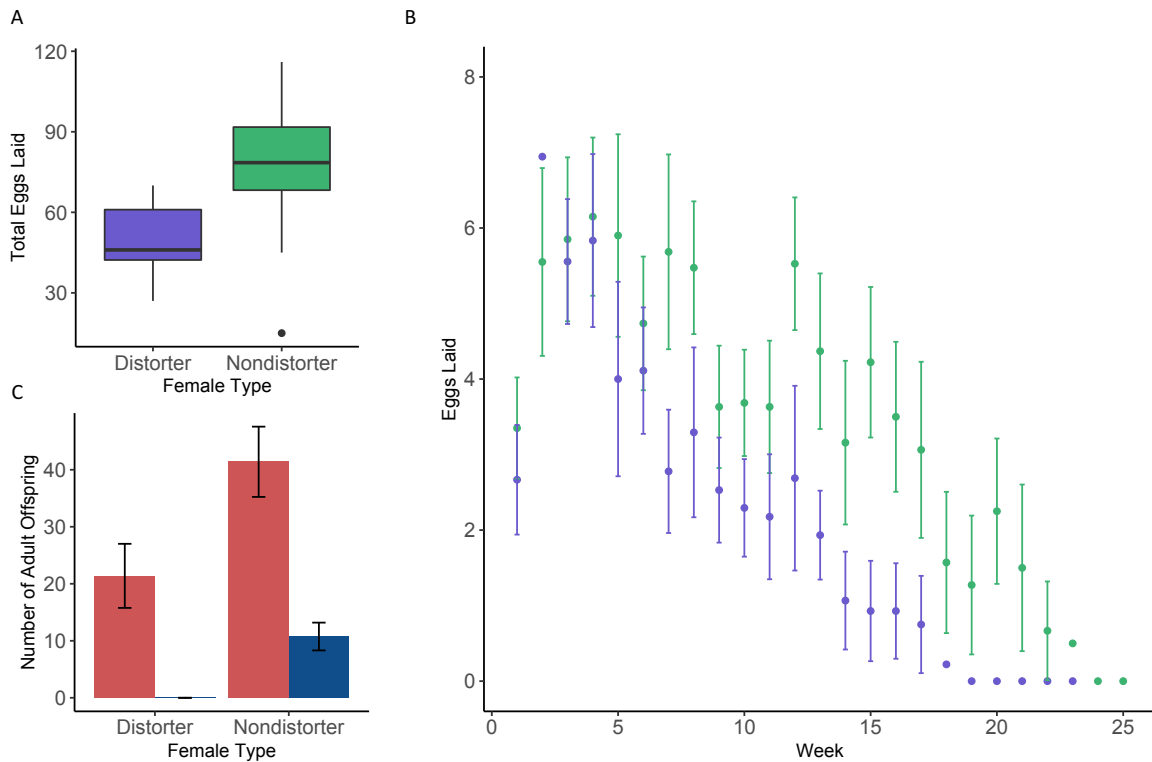 A
Total Eggs Laid
120
90
60
30
Distorter Nondistorter
Female Type
B
Eggs Laid
8
6
4
2
0
0 5 10 15 20 25
Week
C
Number of Adult Offspring
40
30
20
10
0
Distorter Nondistorter
Female Type